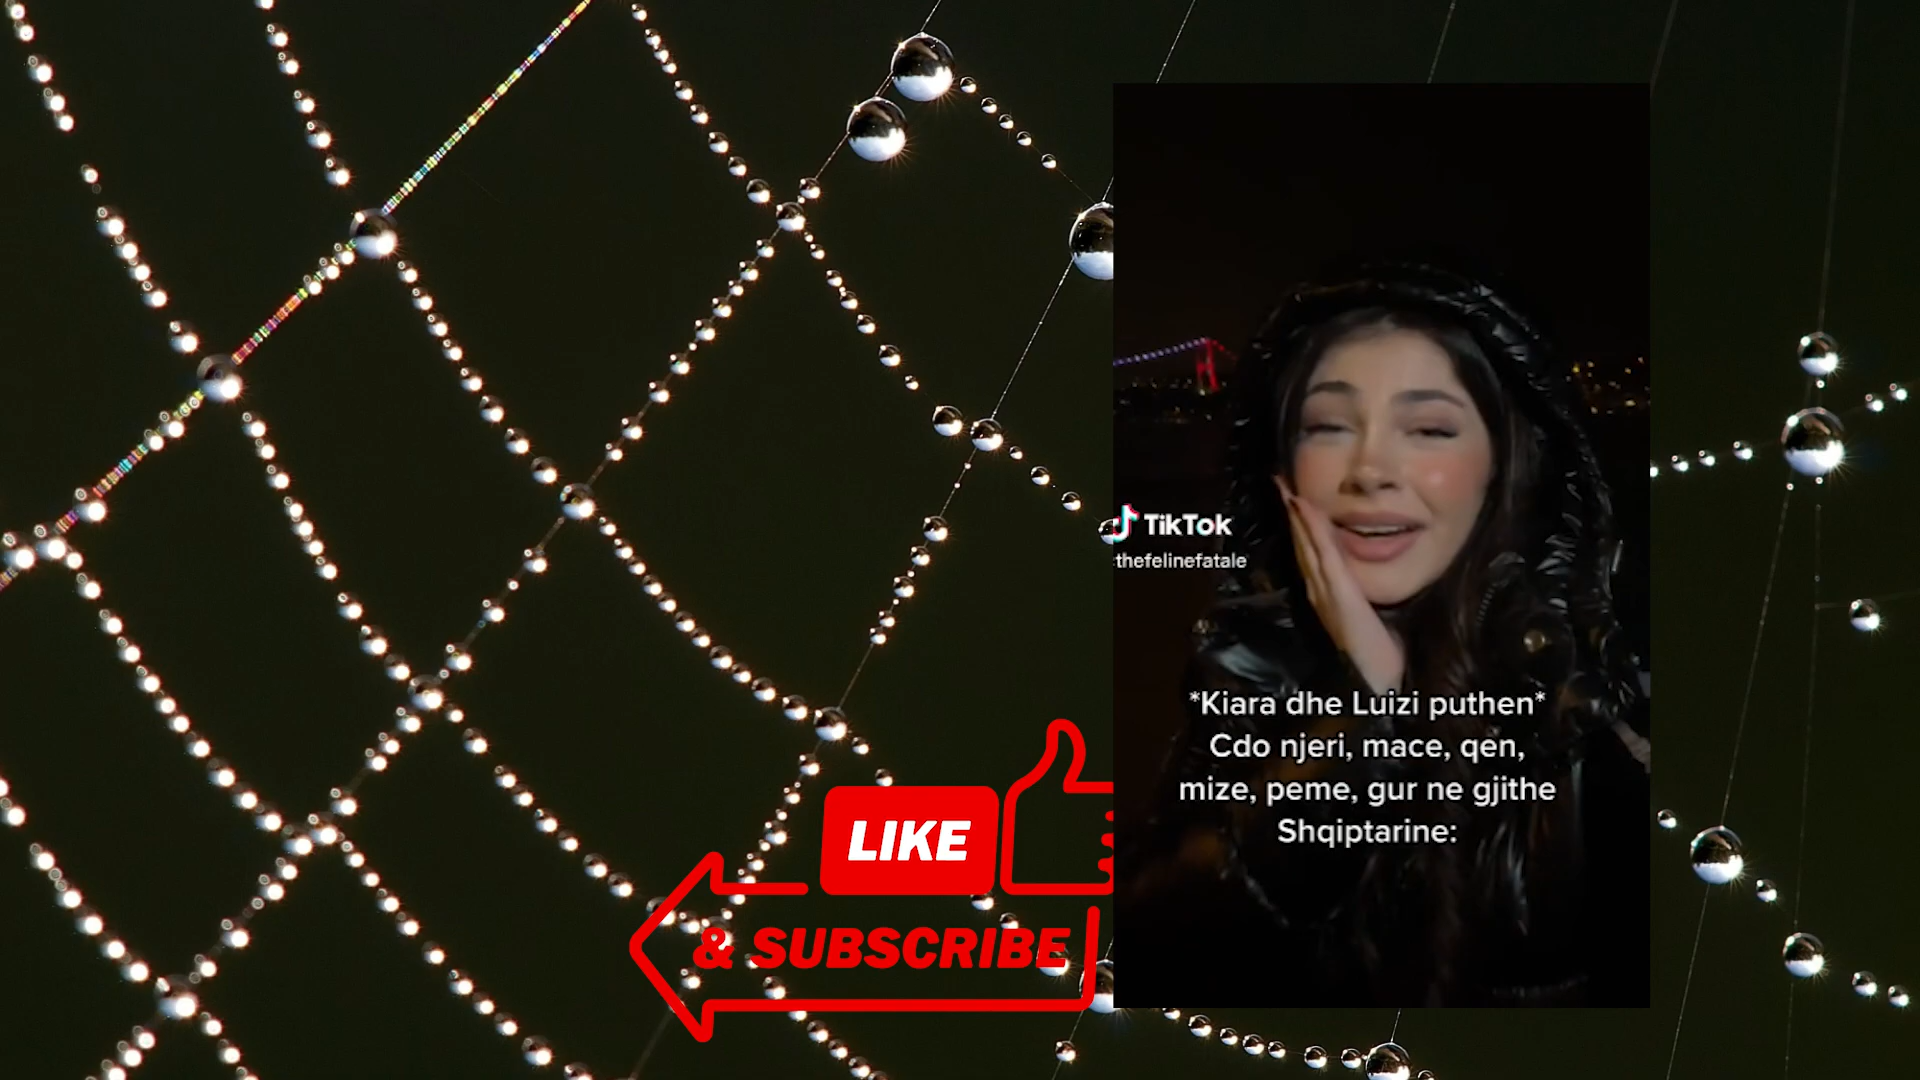 TikTok
thefelinefatale
*Kiara dhe Luizi puthen*
Cdo njeri, mace, qen,
mize, peme, gur ne gjithe
Shqiptarine:
LIKE
& SUBSCRIBE